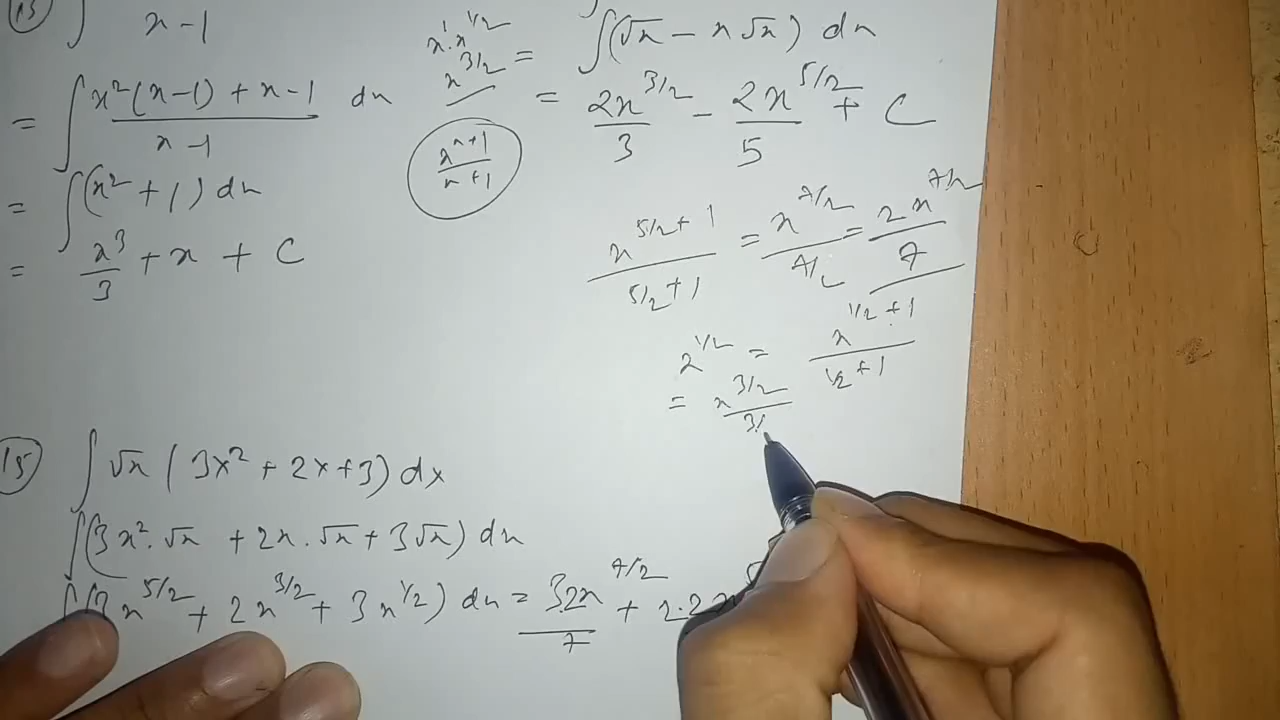 (13) ∫ x-1
= ∫ x²(x-1) + x-1 / x-1 dx
= ∫(x² + 1) dx
= x³/3 + x + C
x¹·x^1/2
x^3/2
x^n+1 / n+1
= ∫(√x - x√x) dx
= 2x^3/2 / 3 - 2x^5/2 / 5 + C
x^5/2+1 / 5/2+1 = x^7/2 / 7/2 = 2x^7/2 / 7
x^1/2 = x^1/2+1 / 1/2+1
= x^3/2 / 3/
(15) ∫ √x (3x² + 2x+3) dx
∫(3x²·√x + 2x·√x + 3√x) dx
∫(3x^5/2 + 2x^3/2 + 3x^1/2) dx = 3.2x^7/2 / 7 + 2.2x